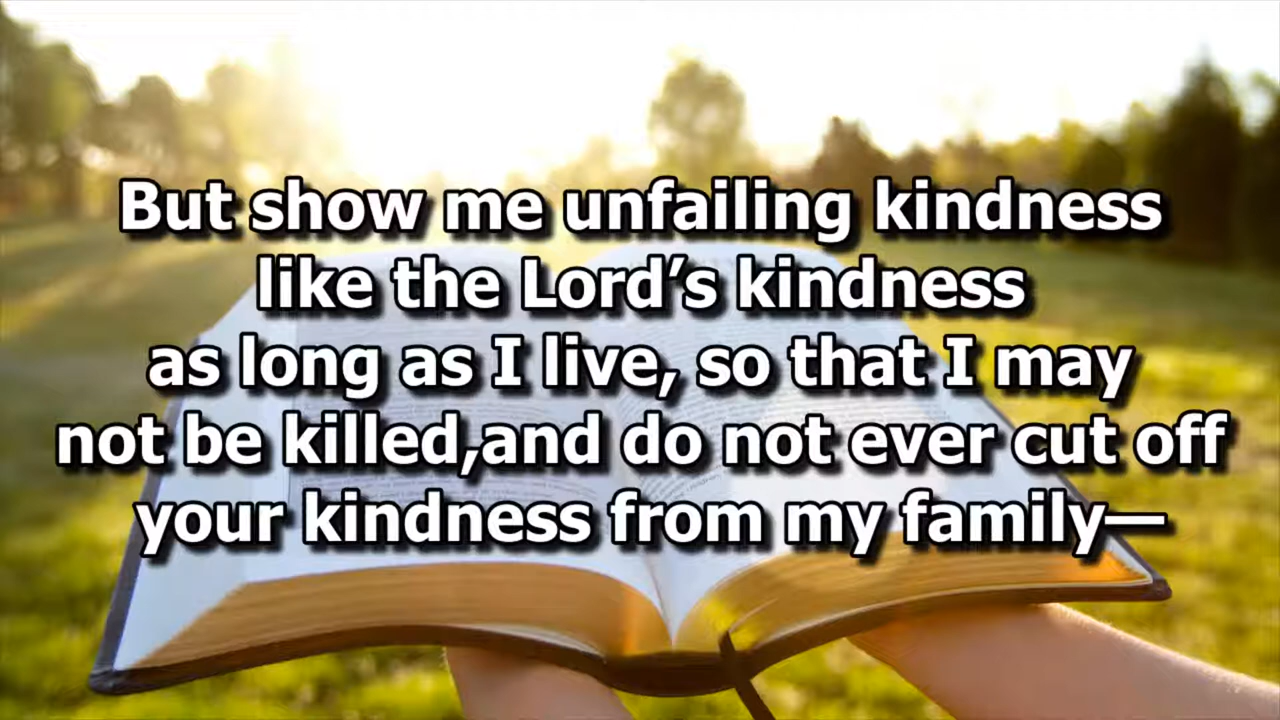 But show me unfailing kindness
like the Lord’s kindness
as long as I live, so that I may
not be killed,and do not ever cut off
your kindness from my family—